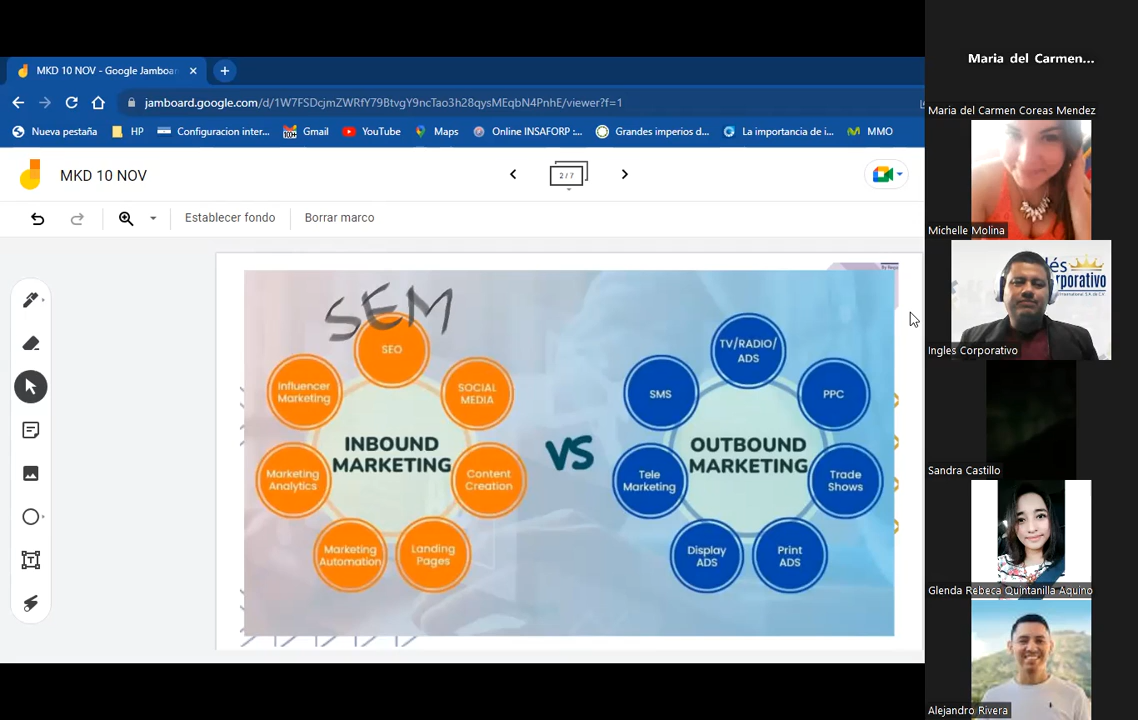 MKD 10 NOV - Google Jamboar
jamboard.google.com/d/1W7FSDcjmZWRfY79BtvgY9ncTao3h28qysMEqbN4PnhE/viewer?f=1
Nueva pestaña
HP
Configuracion inter...
100+
Gmail
YouTube
Maps
Online INSAFORP :...
Grandes imperios d...
La importancia de i...
MMO
MKD 10 NOV
2 / 7
Establecer fondo
Borrar marco
SEM
SEO
Influencer
Marketing
SOCIAL
MEDIA
INBOUND
MARKETING
Marketing
Analytics
Content
Creation
Marketing
Automation
Landing
Pages
VS
TV/RADIO/
ADS
SMS
PPC
OUTBOUND
MARKETING
Tele
Marketing
Trade
Shows
Display
ADS
Print
ADS
Maria del Carmen...
Maria del Carmen Coreas Mendez
Michelle Molina
lés
orporativo
Ingles Corporativo
Sandra Castillo
Glenda Rebeca Quintanilla Aquino
Alejandro Rivera